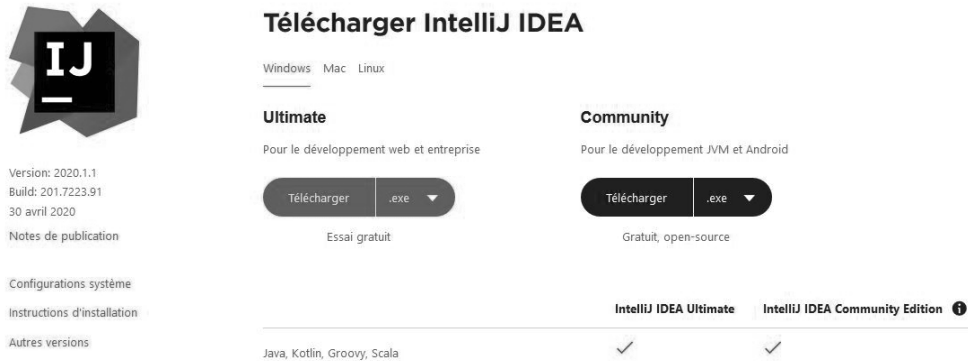 IJ
Télécharger IntelliJ IDEA
Windows Mac Linux
Ultimate
Pour le développement web et entreprise
Télécharger .exe
Essai gratuit
Community
Pour le développement JVM et Android
Télécharger .exe
Gratuit, open-source
Version: 2020.1.1
Build: 201.7223.91
30 avril 2020
Notes de publication
Configurations système
Instructions d'installation
Autres versions
IntelliJ IDEA Ultimate IntelliJ IDEA Community Edition
Java, Kotlin, Groovy, Scala